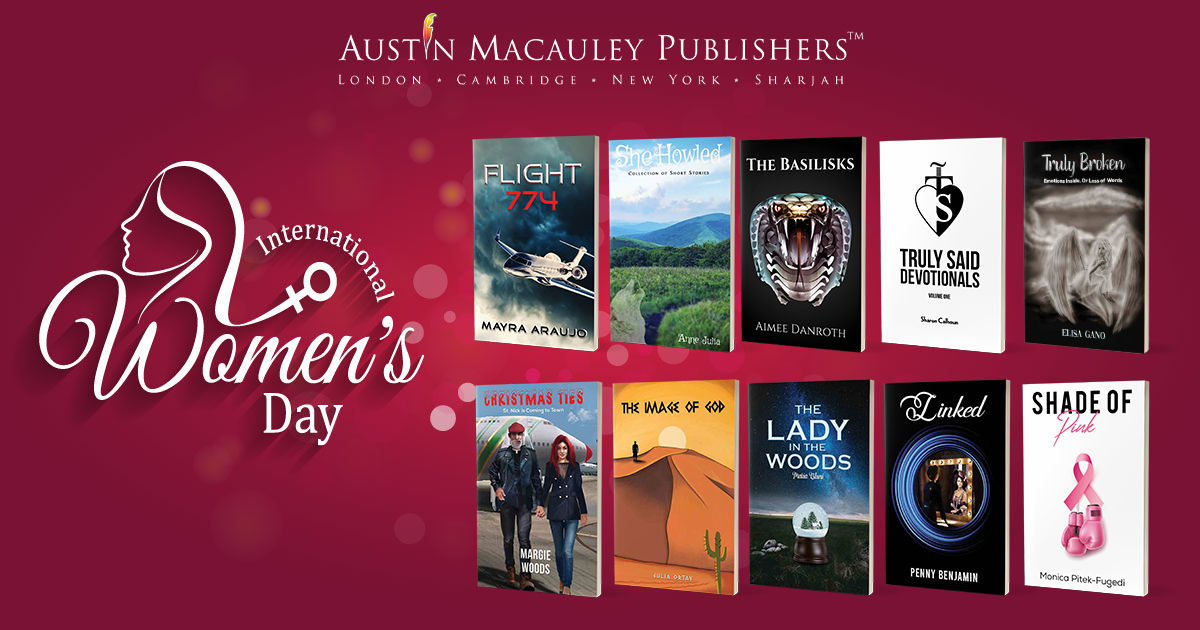 AUSTIN MACAULEY PUBLISHERS™
LONDON * CAMBRIDGE * NEW YORK * SHARJAH
International
Women's
Day
FLIGHT
774
MAYRA ARAUJO
She Howled
COLLECTION OF SHORT STORIES
Anne Julia
THE BASILISKS
AIMEE DANROTH
S
TRULY SAID
DEVOTIONALS
VOLUME ONE
Sharon Calhoun
Truly Broken
Emotions Inside, Or Loss of Words
ELISA GANO
CHRISTMAS TIES
St. Nick is Coming to Town
MARGIE
WOODS
THE IMAGE OF GOD
JULIA ORTAY
THE
LADY
IN THE
WOODS
Linked
PENNY BENJAMIN
SHADE OF
Pink
Monica Pitek-Fugedi